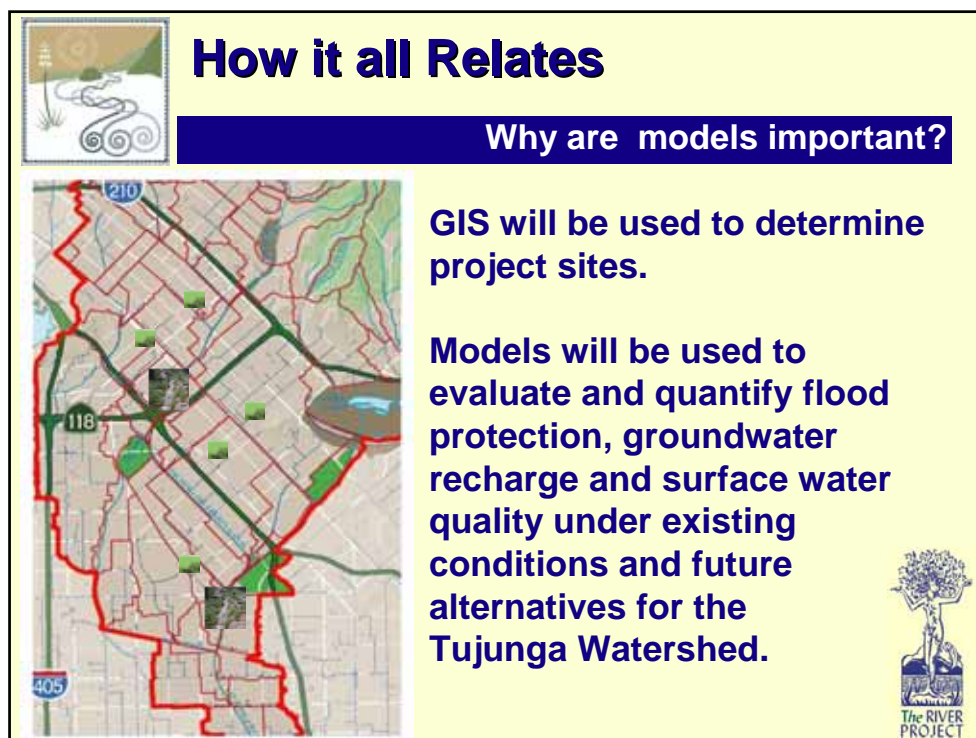 How it all Relates
Why are models important?
210
118
405
GIS will be used to determine
project sites.
Models will be used to
evaluate and quantify flood
protection, groundwater
recharge and surface water
quality under existing
conditions and future
alternatives for the
Tujunga Watershed.
The RIVER
PROJECT